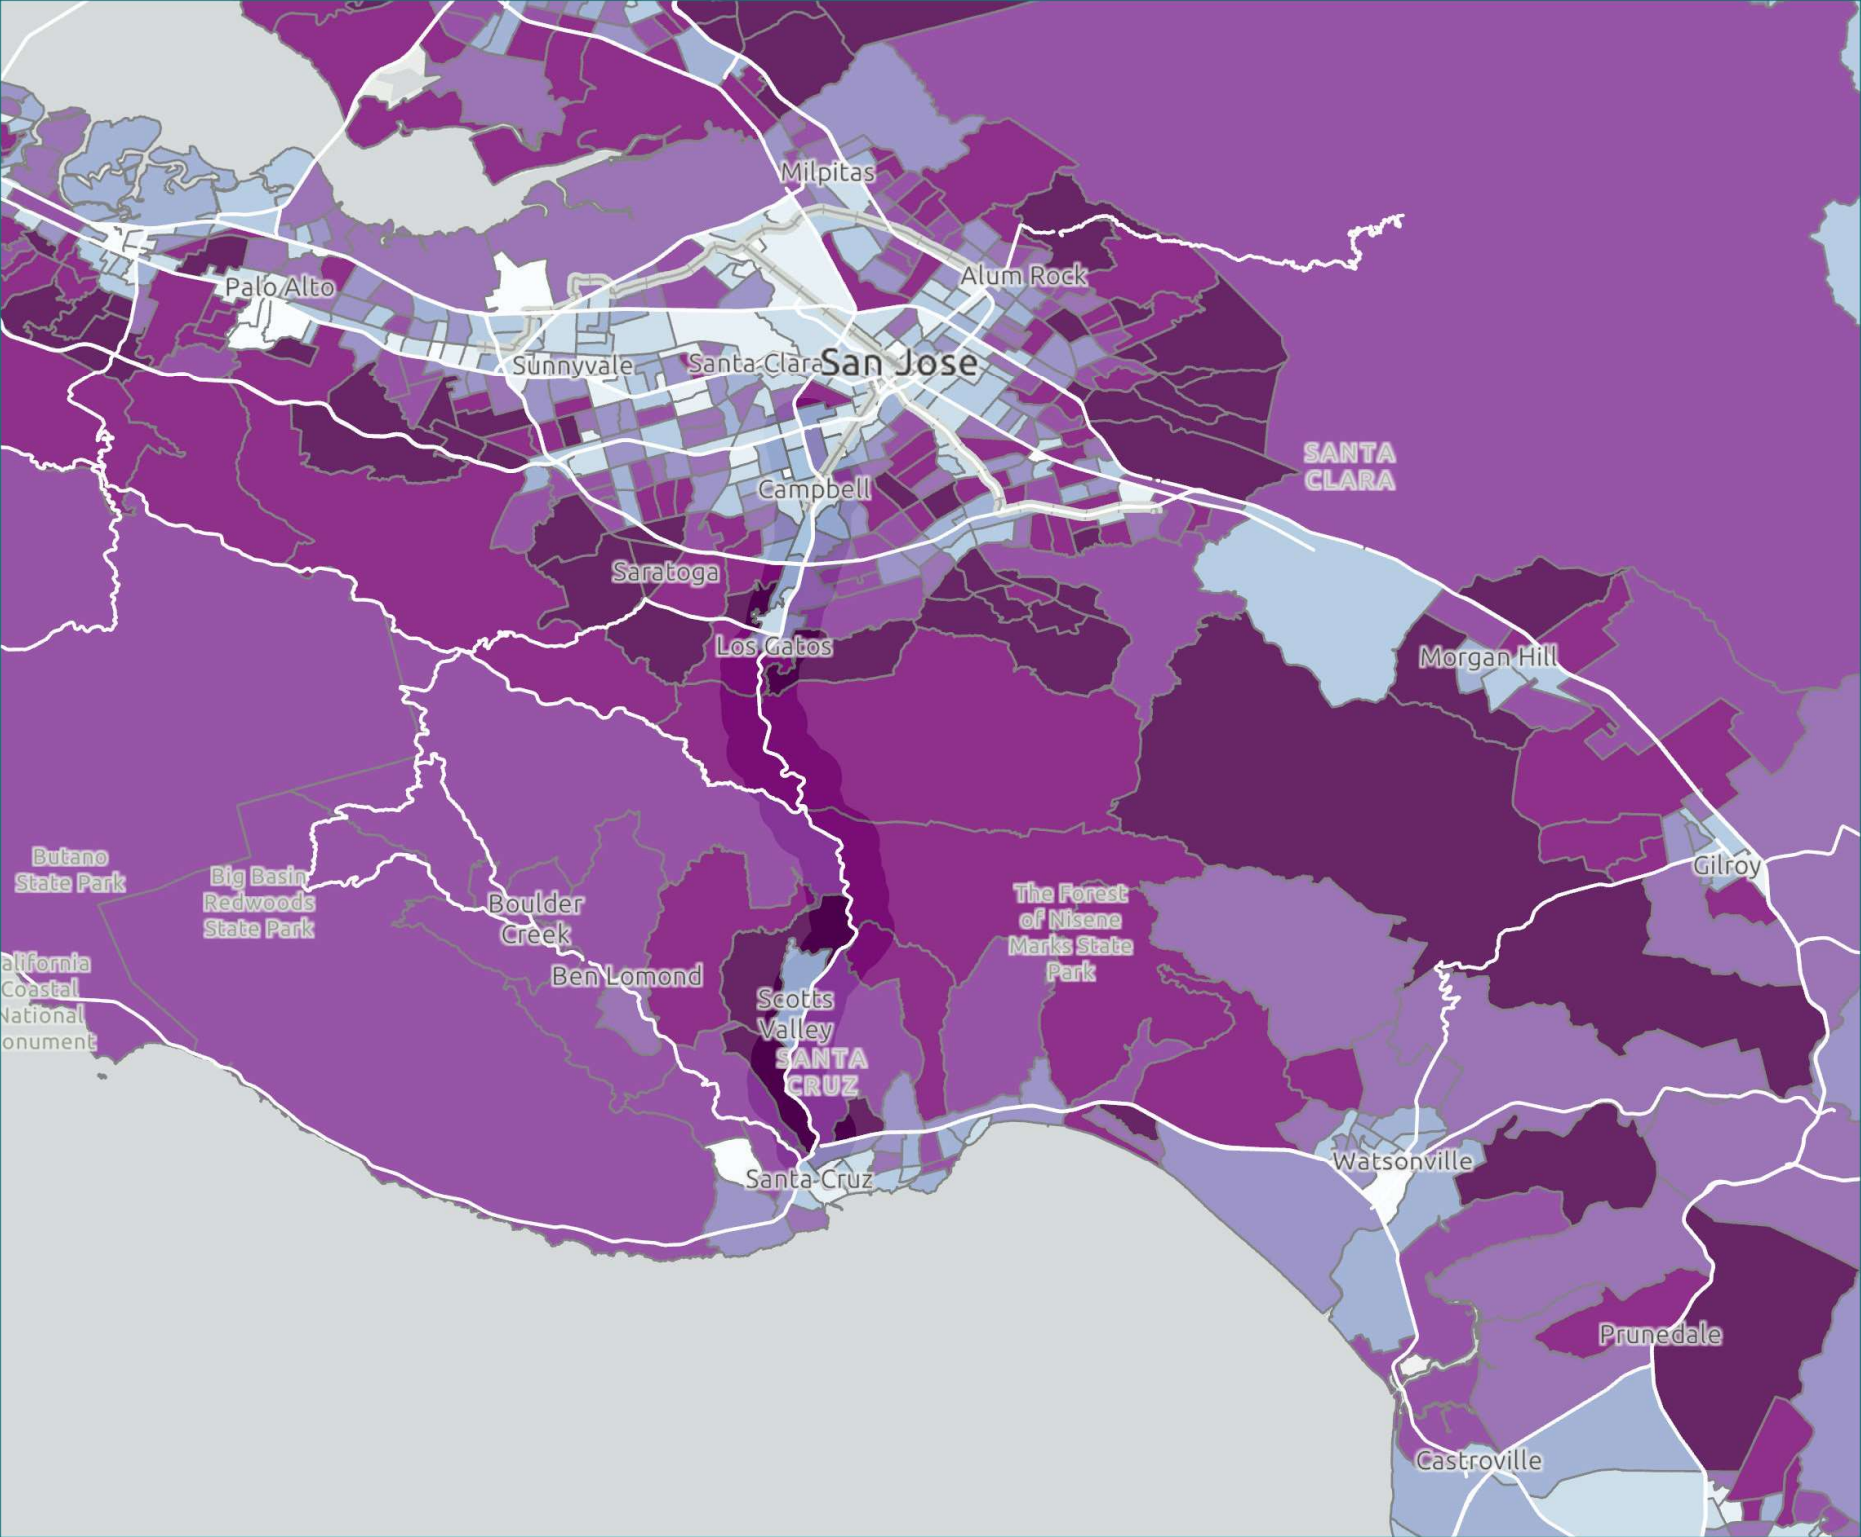 Milpitas
Palo Alto
Alum Rock
Sunnyvale
Santa Clara
San Jose
SANTA
CLARA
Campbell
Saratoga
Los Gatos
Morgan Hill
Butano
State Park
Big Basin
Redwoods
State Park
Boulder
Creek
The Forest
of Nisene
Marks State
Park
Gilroy
alifornia
Coastal
National
onument
Ben Lomond
Scotts
Valley
SANTA
CRUZ
Santa Cruz
Watsonville
Prunedale
Castroville